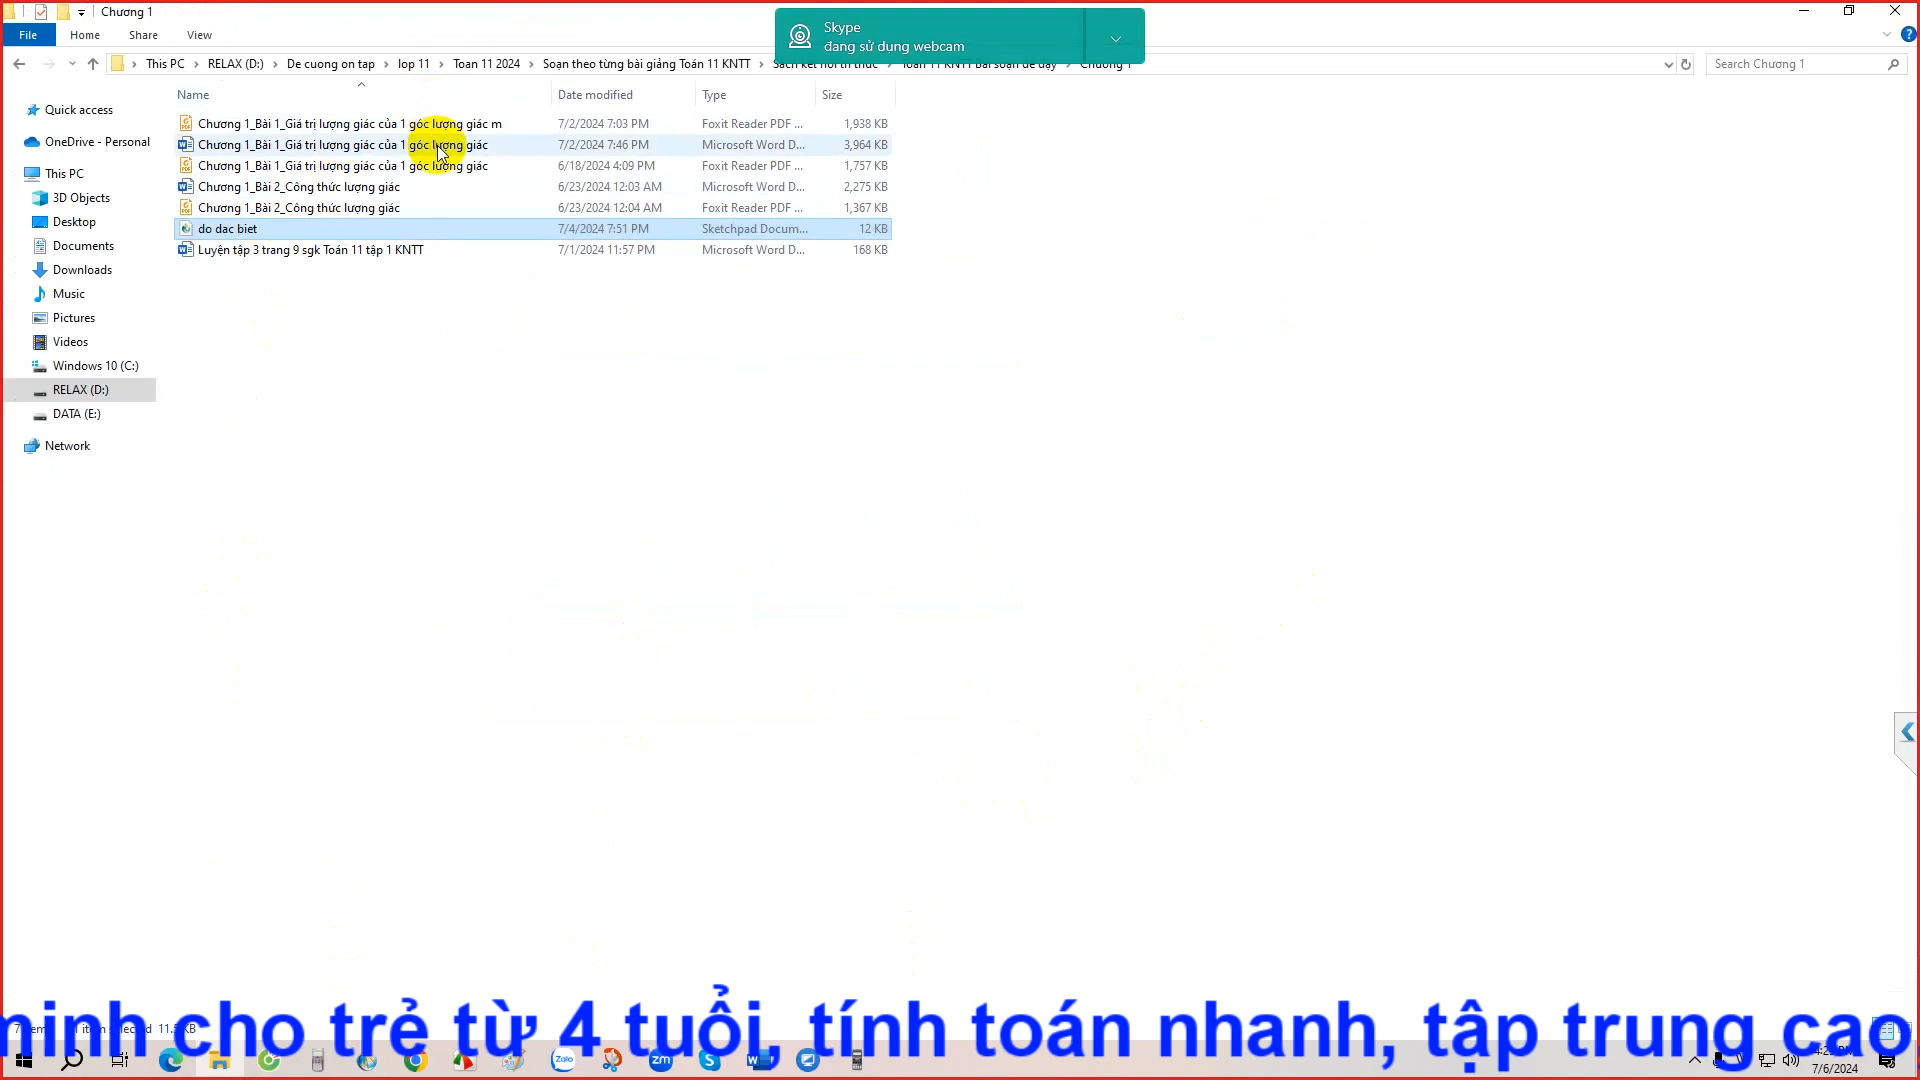 Chương 1
Skype
đang sử dụng webcam
File Home Share View
This PC RELAX (D:) De cuong on tap lop 11 Toan 11 2024 Soạn theo từng bài giảng Toán 11 KNTT
Search Chương 1
Name Date modified Type Size
Quick access
OneDrive - Personal
This PC
3D Objects
Desktop
Documents
Downloads
Music
Pictures
Videos
Windows 10 (C:)
RELAX (D:)
DATA (E:)
Network
Chương 1_Bài 1_Giá trị lượng giác của 1 góc lượng giác m 7/2/2024 7:03 PM Foxit Reader PDF ... 1,938 KB
Chương 1_Bài 1_Giá trị lượng giác của 1 góc lượng giác 7/2/2024 7:46 PM Microsoft Word D... 3,964 KB
Chương 1_Bài 1_Giá trị lượng giác của 1 góc lượng giác 6/18/2024 4:09 PM Foxit Reader PDF ... 1,757 KB
Chương 1_Bài 2_Công thức lượng giác 6/23/2024 12:03 AM Microsoft Word D... 2,275 KB
Chương 1_Bài 2_Công thức lượng giác 6/23/2024 12:04 AM Foxit Reader PDF ... 1,367 KB
do dac biet 7/4/2024 7:51 PM Sketchpad Docum... 12 KB
Luyện tập 3 trang 9 sgk Toán 11 tập 1 KNTT 7/1/2024 11:57 PM Microsoft Word D... 168 KB
minh cho trẻ từ 4 tuổi, tính toán nhanh, tập trung cao,
Zalo zm
7/6/2024